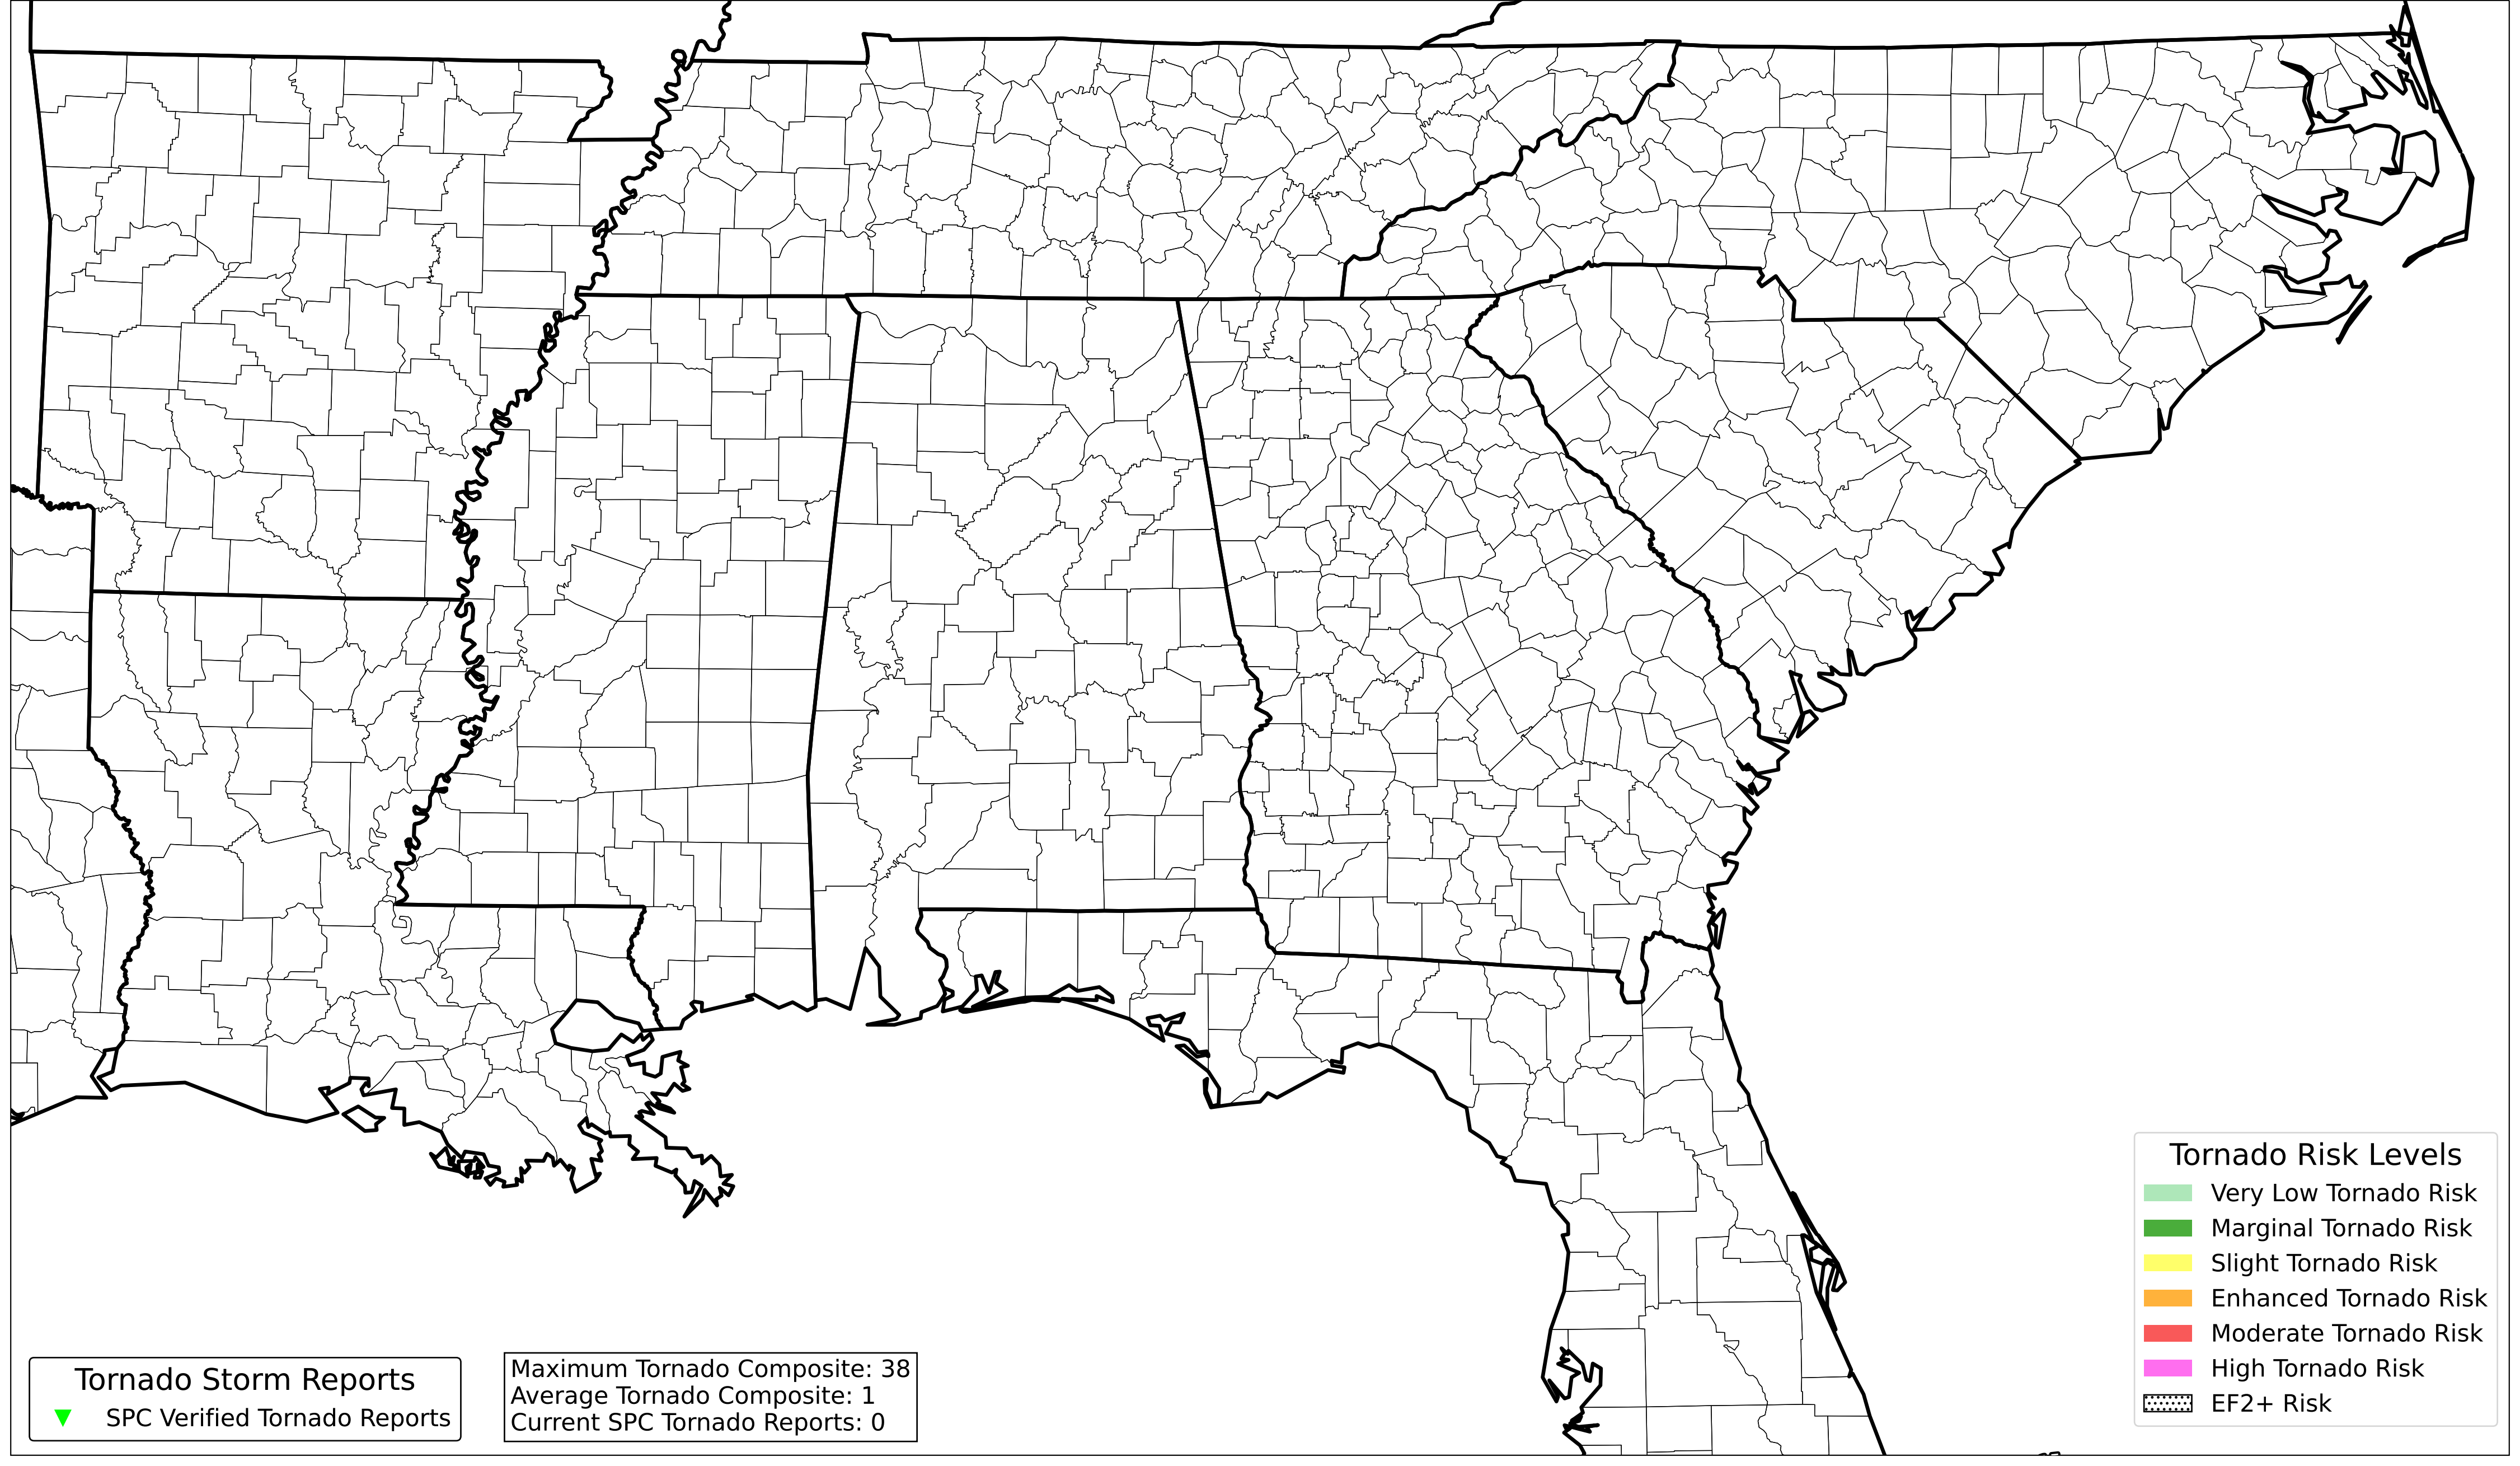 Tornado Risk Levels
Very Low Tornado Risk
Marginal Tornado Risk
Slight Tornado Risk
Enhanced Tornado Risk
Moderate Tornado Risk
High Tornado Risk
EF2+ Risk
Tornado Storm Reports
SPC Verified Tornado Reports
Maximum Tornado Composite: 38
Average Tornado Composite: 1
Current SPC Tornado Reports: 0